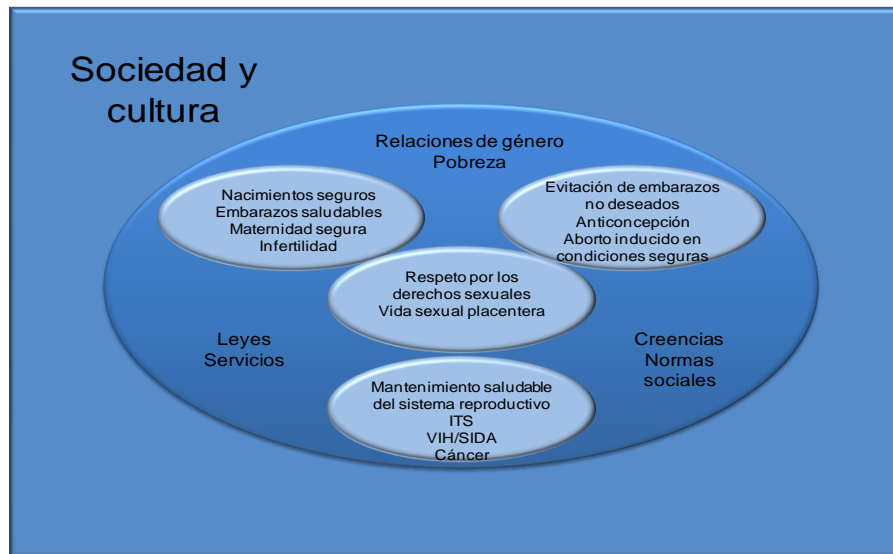 Sociedad y
cultura
Relaciones de género
Pobreza
Nacimientos seguros
Embarazos saludables
Maternidad segura
Infertilidad
Evitación de embarazos
no deseados
Anticoncepción
Aborto inducido en
condiciones seguras
Respeto por los
derechos sexuales
Vida sexual placentera
Leyes
Servicios
Creencias
Normas
sociales
Mantenimiento saludable
del sistema reproductivo
ITS
VIH/SIDA
Cáncer